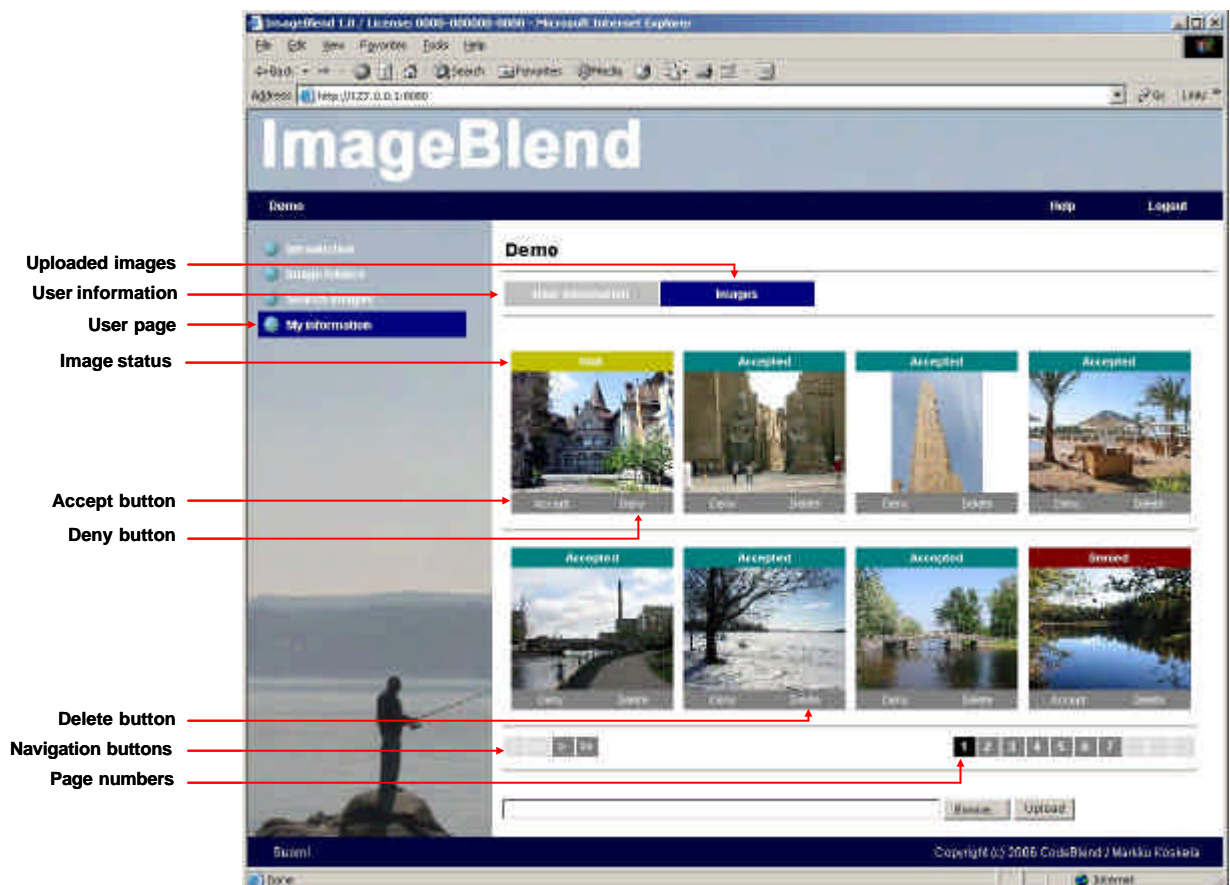 ImageBlend 1.0 / License: 0000-000000-0000 - Microsoft Internet Explorer
File Edit View Favorites Tools Help
Back Search Favorites Media
Address http://127.0.0.1:8080 Go Links
ImageBlend
Demo Help Logout
Introduction
Search images
My information
Demo
User information Images
Uploaded images
User information
User page
Image status
Accept button
Deny button
Delete button
Navigation buttons
Page numbers
Wait Accepted Accepted Accepted
Accept Deny Deny Delete Deny Delete Deny Delete
Accepted Accepted Accepted Denied
Deny Delete Deny Delete Deny Delete Accept Delete
> >> 1 2 3 4 5 6 7
Browse... Upload
Suomi Copyright (c) 2006 CodeBlend / Markku Koskela
Done Internet